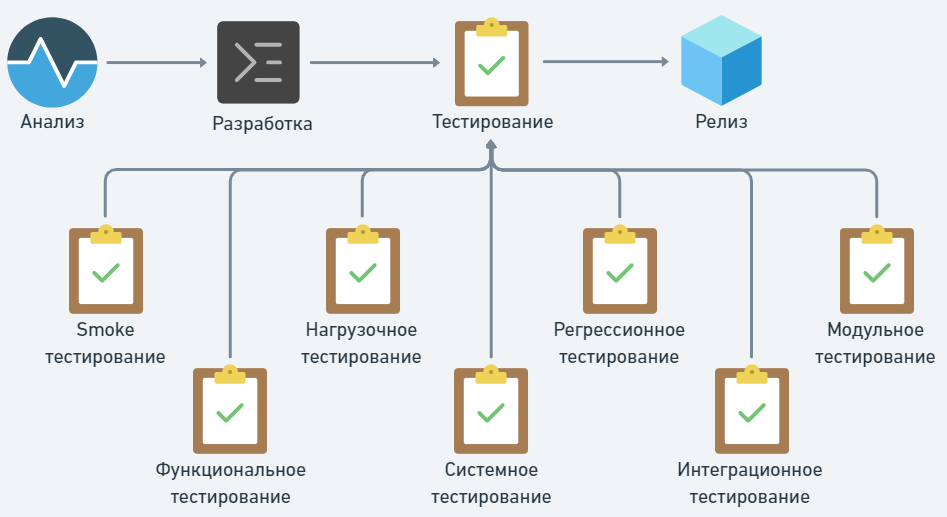 Анализ
Разработка
Тестирование
Релиз
Smoke
тестирование
Нагрузочное
тестирование
Регрессионное
тестирование
Модульное
тестирование
Функциональное
тестирование
Системное
тестирование
Интеграционное
тестирование